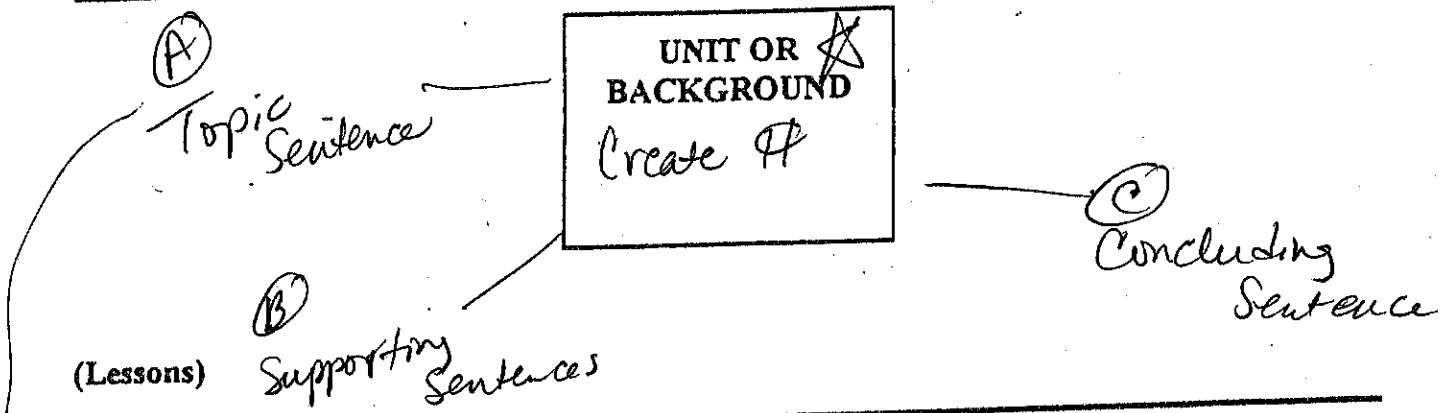 Ⓐ
Topic
Sentence
UNIT OR ☆
BACKGROUND
Create ¶
Ⓒ
Concluding
Sentence
Ⓑ
(Lessons) Supporting
Sentences